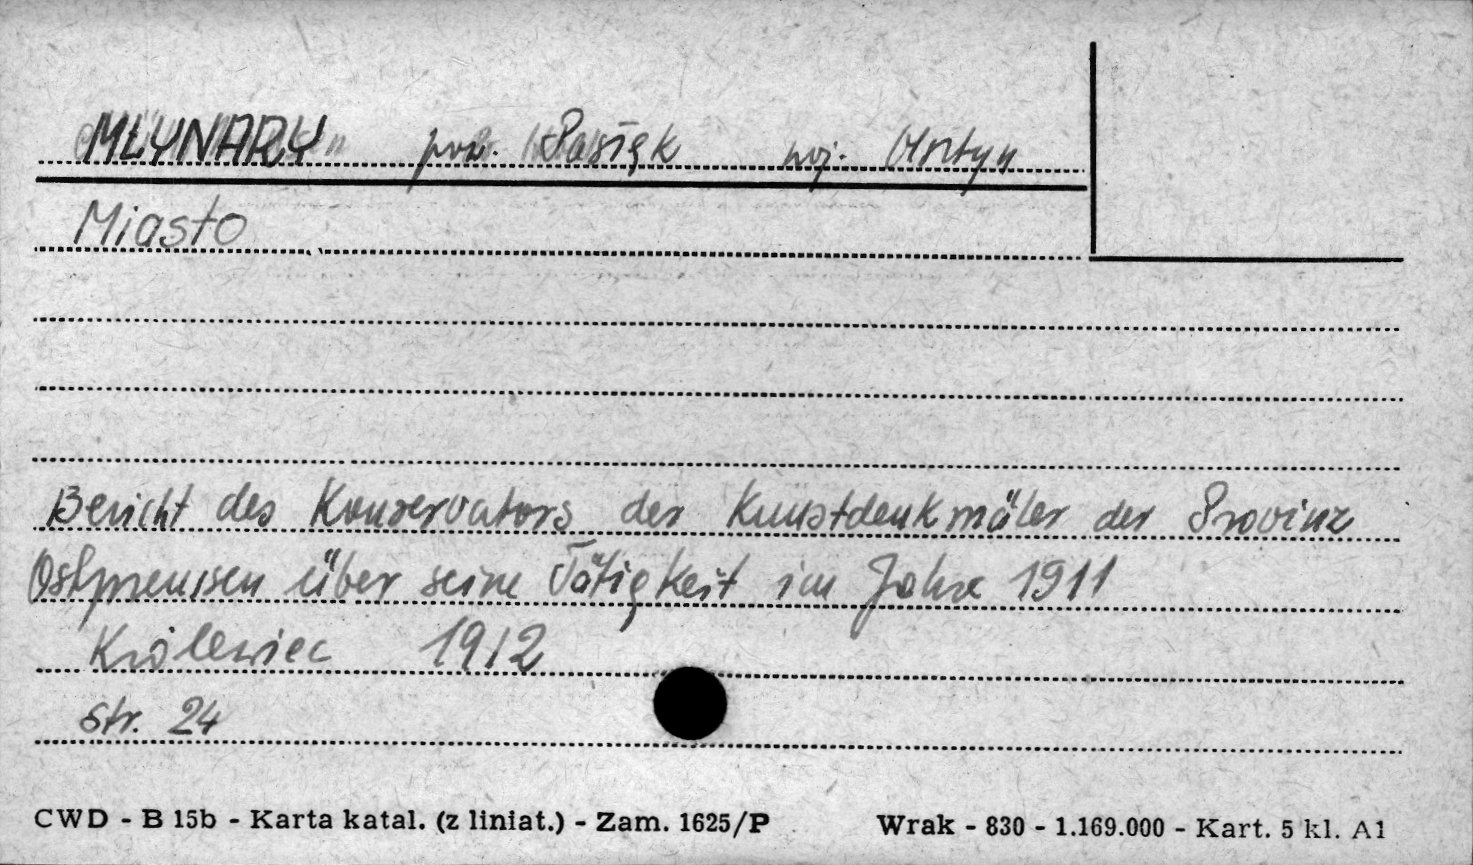 MŁYNARY pow. Pasłęk woj. Olsztyn
Miasto
Bericht des Konservators der Kunstdenkmäler der Provinz
Ostpreussen über seine Tätigkeit im Jahre 1911
Królewiec 1912
str. 24
CWD - B 15b - Karta katal. (z liniat.) - Zam. 1625/P Wrak - 830 - 1.169.000 - Kart. 5 kl. A1